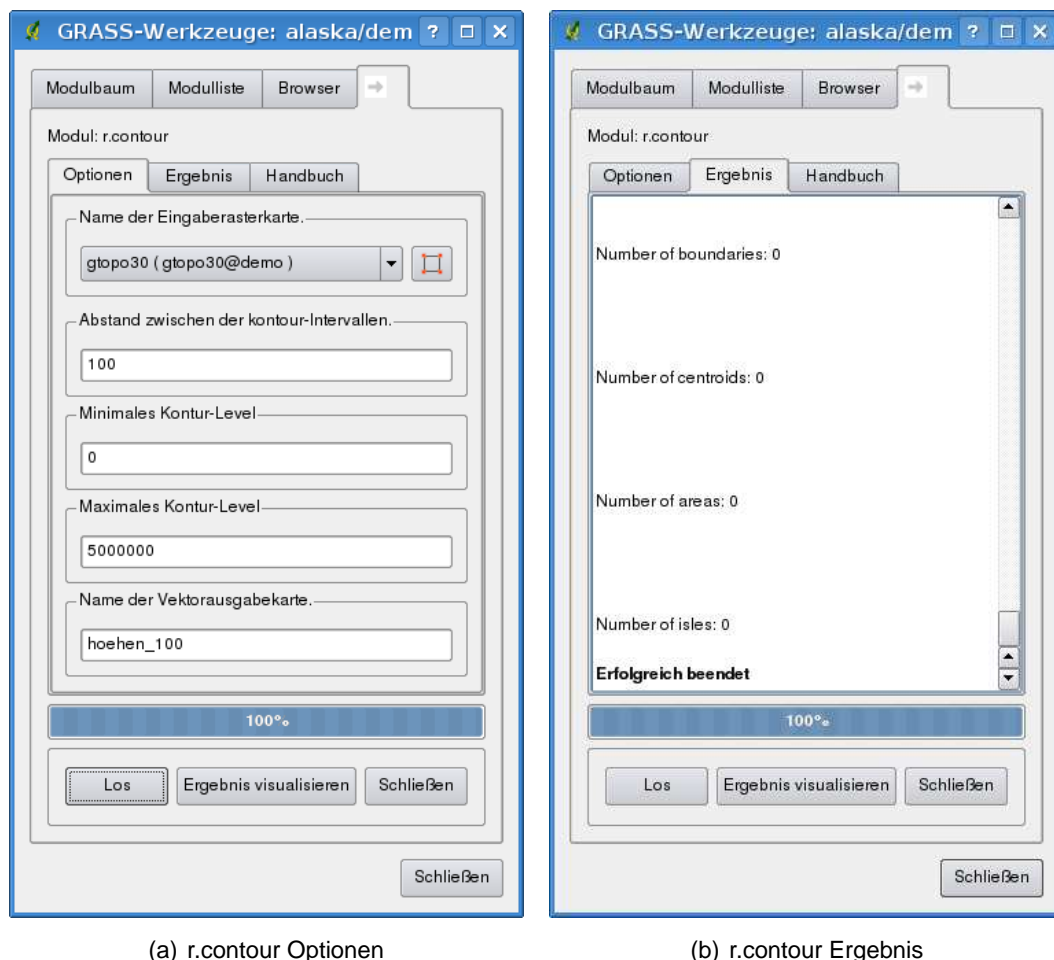 GRASS-Werkzeuge: alaska/dem
Modulbaum Modulliste Browser
Modul: r.contour
Optionen Ergebnis Handbuch
Name der Eingaberasterkarte.
gtopo30 ( gtopo30@demo )
Abstand zwischen der kontour-Intervallen.
100
Minimales Kontur-Level
0
Maximales Kontur-Level
5000000
Name der Vektorausgabekarte.
hoehen_100
100%
Los Ergebnis visualisieren Schließen
Schließen
(a) r.contour Optionen
GRASS-Werkzeuge: alaska/dem
Modulbaum Modulliste Browser
Modul: r.contour
Optionen Ergebnis Handbuch
Number of boundaries: 0
Number of centroids: 0
Number of areas: 0
Number of isles: 0
Erfolgreich beendet
100%
Los Ergebnis visualisieren Schließen
Schließen
(b) r.contour Ergebnis